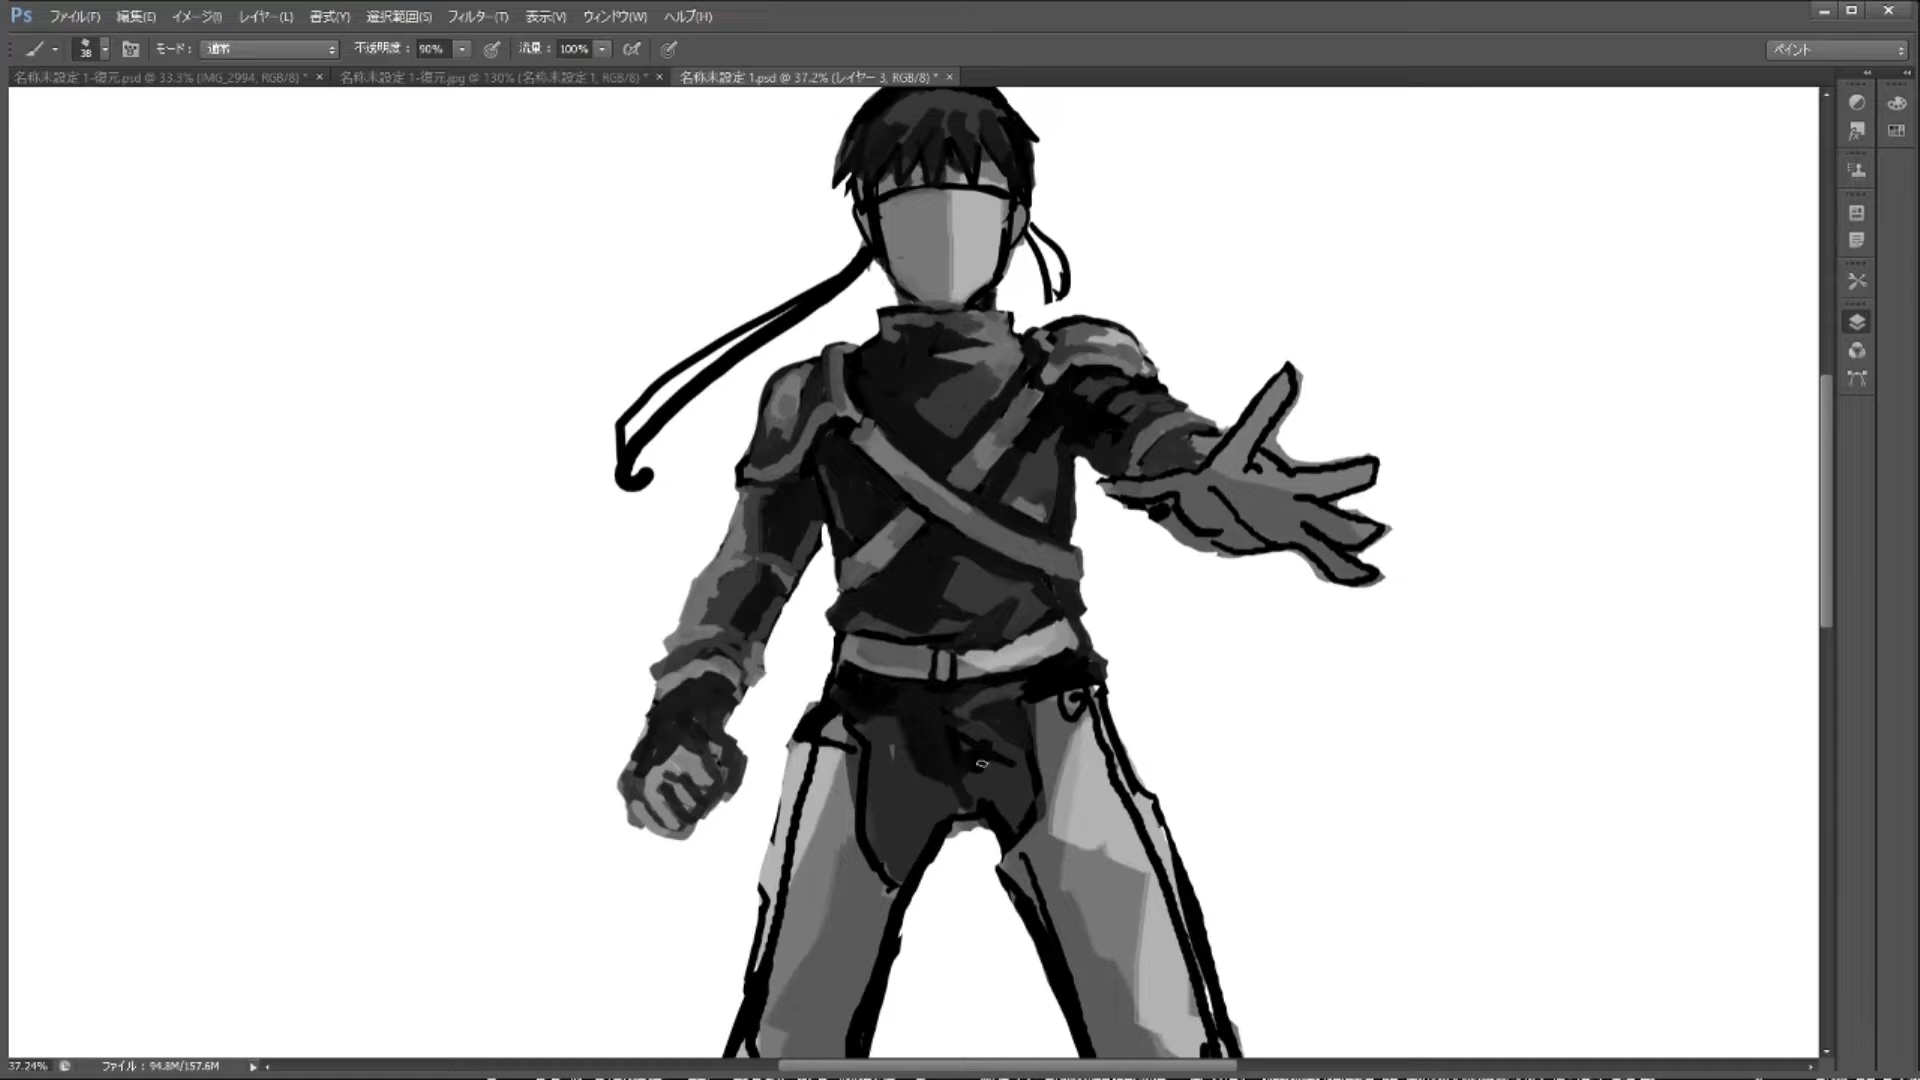 Ps ファイル(F) 編集(E) イメージ(I) レイヤー(L) 書式(Y) 選択範囲(S) フィルター(T) 表示(V) ウィンドウ(W) ヘルプ(H)
38 モード: 通常 不透明度: 90% 流量: 100% ペイント
名称未設定 1-復元.psd @ 33.3% (IMG_2994, RGB/8) * × 名称未設定 1-復元.jpg @ 130% (名称未設定 1, RGB/8) * × 名称未設定 1.psd @ 37.2% (レイヤー 3, RGB/8) * ×
37.24% ファイル : 94.8M/157.6M